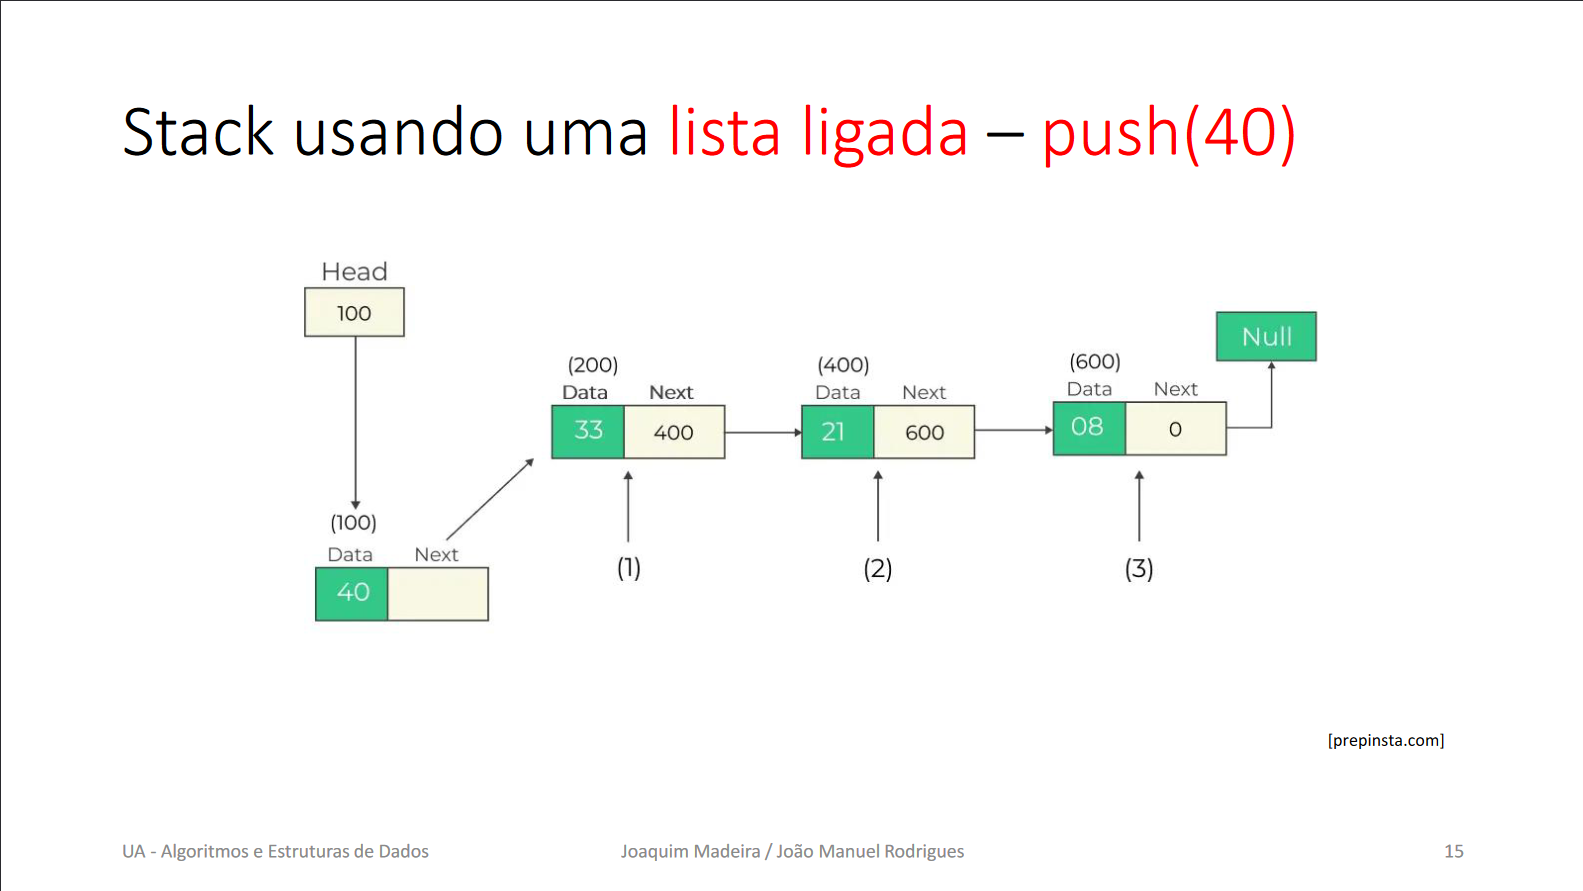 Stack usando uma lista ligada – push(40)
Head
100
(200)
Data Next
33 400
(400)
Data Next
21 600
(600)
Data Next
08 0
Null
(100)
Data Next
40
(1)
(2)
(3)
[prepinsta.com]
UA - Algoritmos e Estruturas de Dados
Joaquim Madeira / João Manuel Rodrigues
15